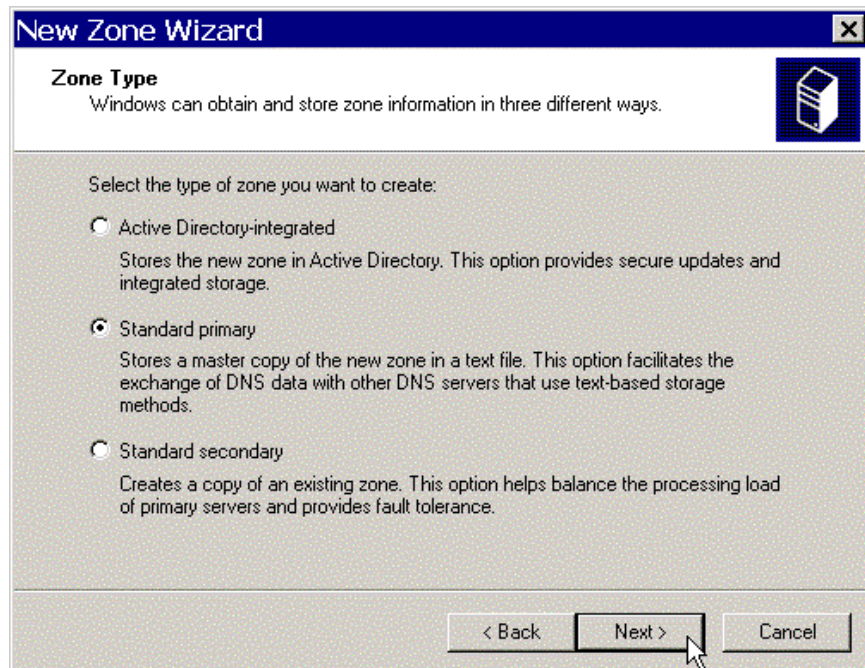 New Zone Wizard
Zone Type
Windows can obtain and store zone information in three different ways.
Select the type of zone you want to create:
Active Directory-integrated
Stores the new zone in Active Directory. This option provides secure updates and
integrated storage.
Standard primary
Stores a master copy of the new zone in a text file. This option facilitates the
exchange of DNS data with other DNS servers that use text-based storage
methods.
Standard secondary
Creates a copy of an existing zone. This option helps balance the processing load
of primary servers and provides fault tolerance.
< Back Next > Cancel